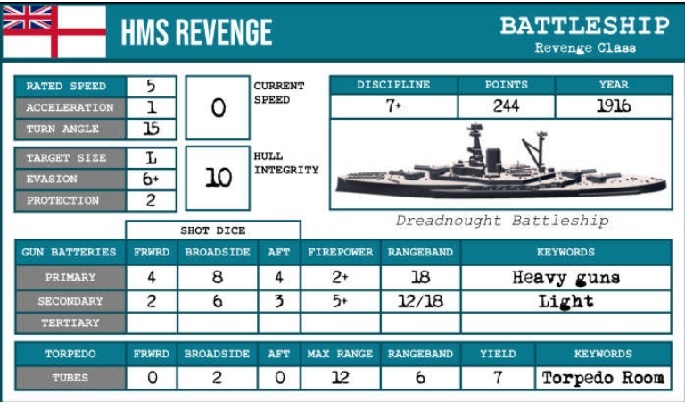 HMS REVENGE
BATTLESHIP
Revenge Class
RATED SPEED 5
ACCELERATION 1
TURN ANGLE 15
0 CURRENT SPEED
TARGET SIZE L
EVASION 6+
PROTECTION 2
10 HULL INTEGRITY
DISCIPLINE POINTS YEAR
7+ 244 1916
Dreadnought Battleship
SHOT DICE
GUN BATTERIES FRWRD BROADSIDE AFT FIREPOWER RANGEBAND KEYWORDS
PRIMARY 4 8 4 2+ 18 Heavy guns
SECONDARY 2 6 3 5+ 12/18 Light
TERTIARY
TORPEDO FRWRD BROADSIDE AFT MAX RANGE RANGEBAND YIELD KEYWORDS
TUBES 0 2 0 12 6 7 Torpedo Room